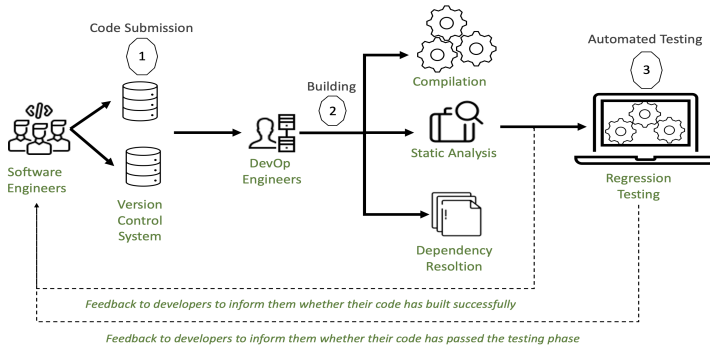 Code Submission
1
</>
Software
Engineers
Version
Control
System
DevOp
Engineers
Building
2
Compilation
Static Analysis
Dependency
Resoltion
Automated Testing
3
Regression
Testing
Feedback to developers to inform them whether their code has built successfully
Feedback to developers to inform them whether their code has passed the testing phase